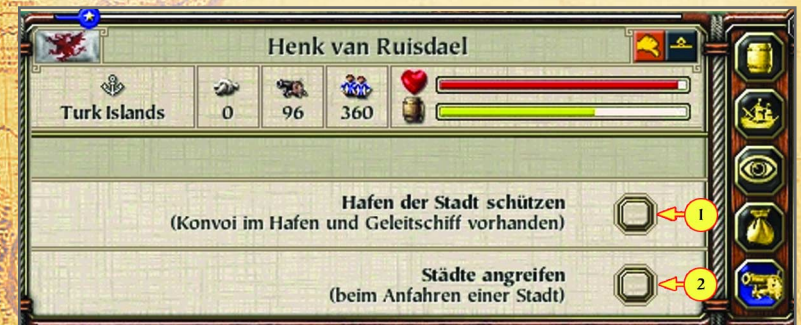 Henk van Ruisdael
Turk Islands
0
96
360
Hafen der Stadt schützen
(Konvoi im Hafen und Geleitschiff vorhanden)
1
Städte angreifen
(beim Anfahren einer Stadt)
2